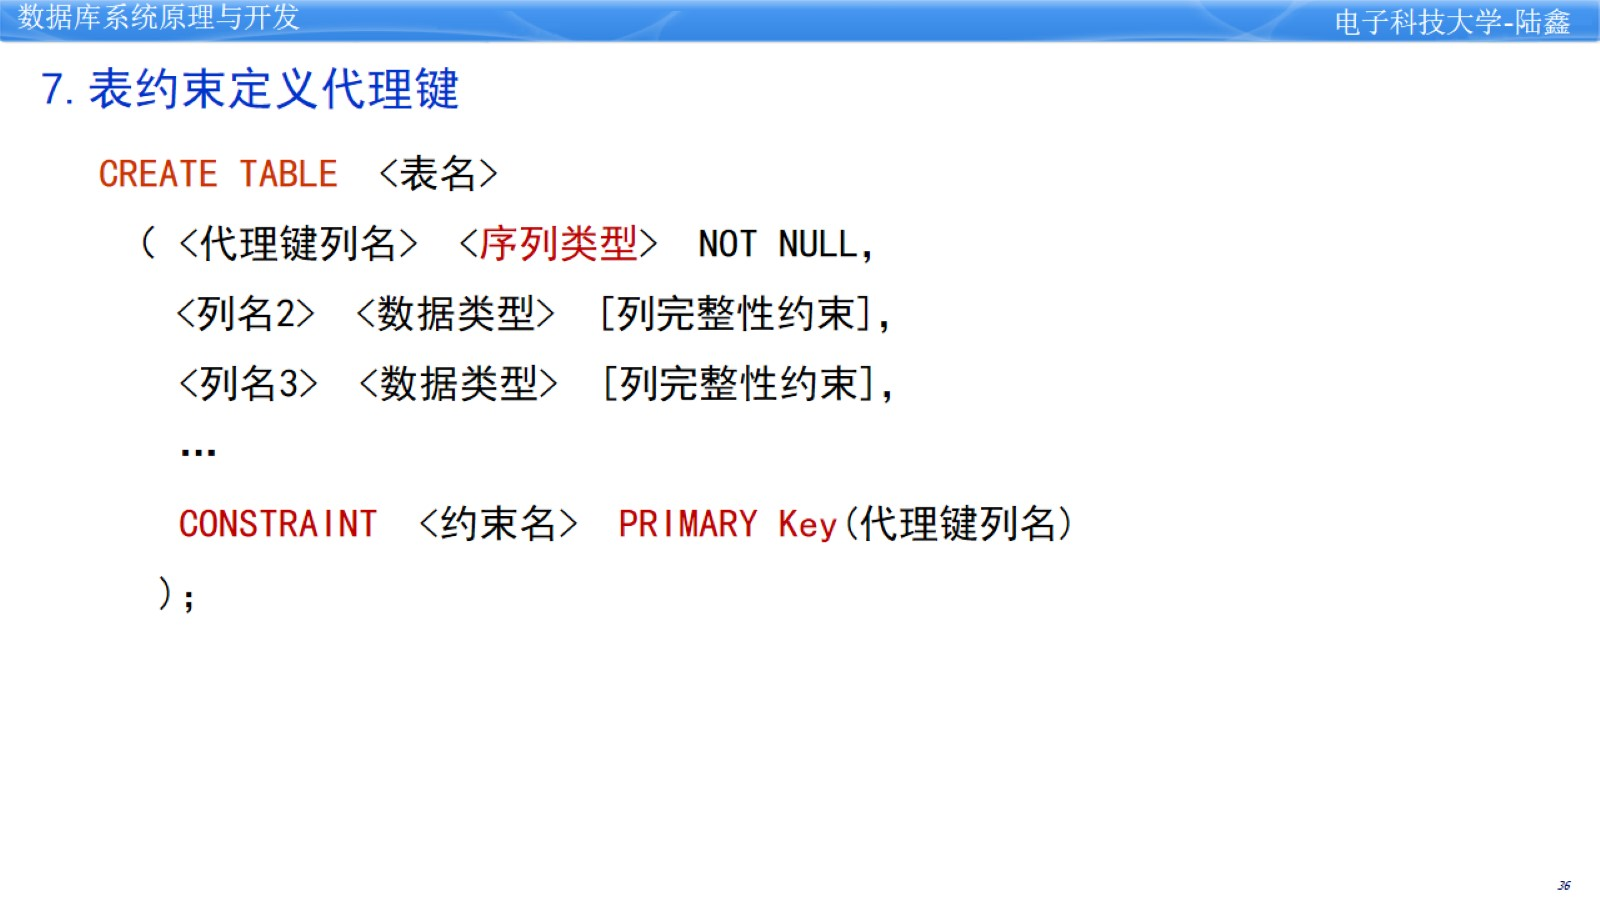 数据库系统原理与开发
电子科技大学-陆鑫
7. 表约束定义代理键
CREATE TABLE <表名>
( <代理键列名> <序列类型> NOT NULL,
<列名2> <数据类型> [列完整性约束],
<列名3> <数据类型> [列完整性约束],
…
CONSTRAINT <约束名> PRIMARY Key(代理键列名)
);
36